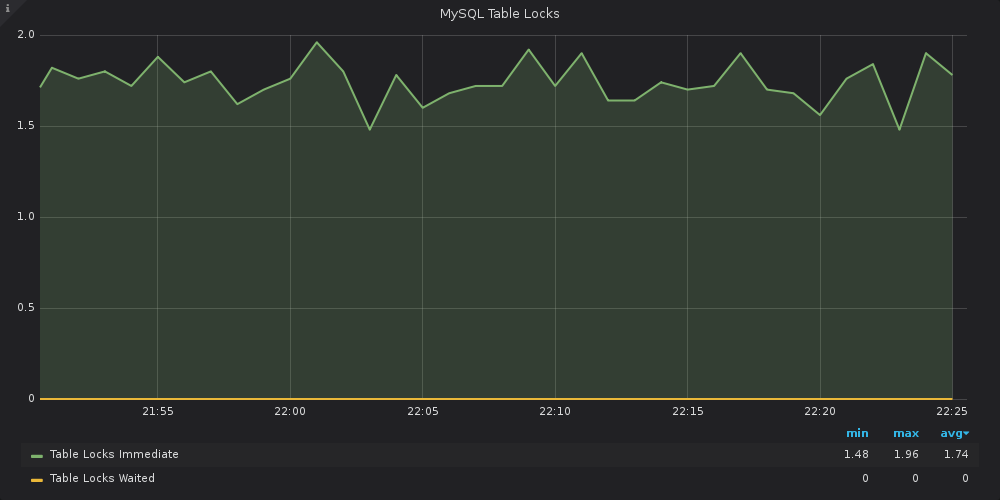 i
MySQL Table Locks
2.0
1.5
1.0
0.5
0
21:55 22:00 22:05 22:10 22:15 22:20 22:25
min max avg
Table Locks Immediate 1.48 1.96 1.74
Table Locks Waited 0 0 0